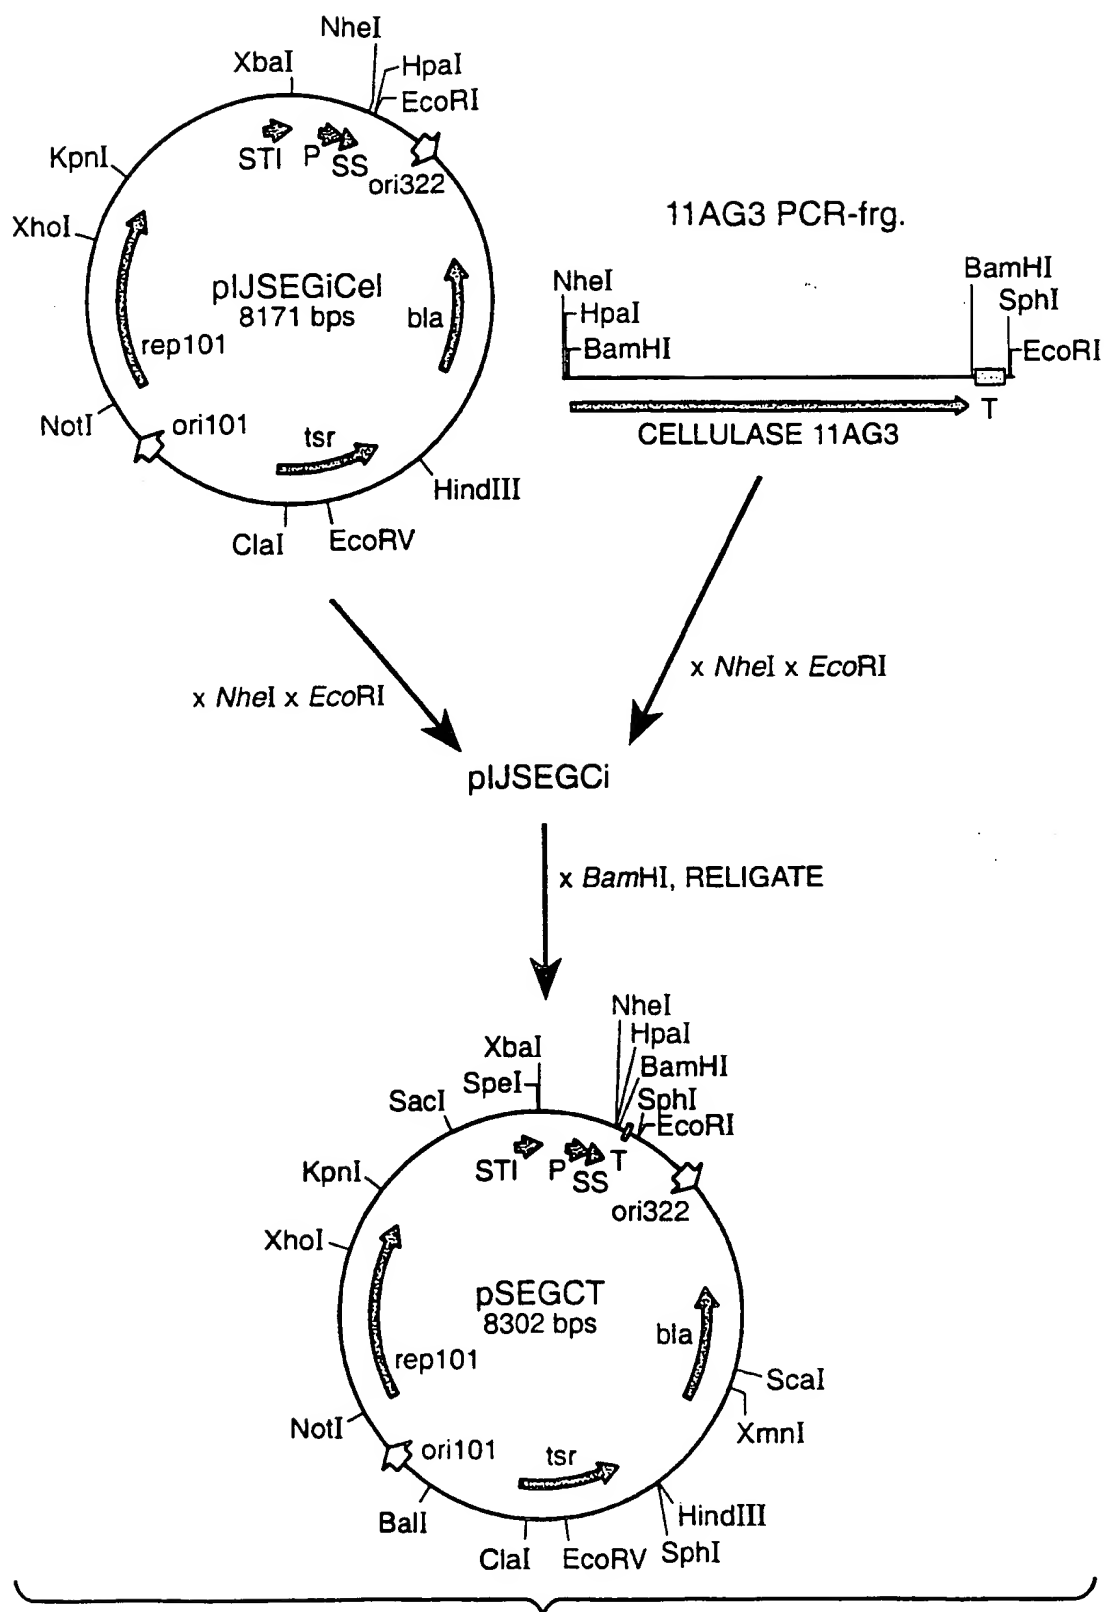 NheI
XbaI
HpaI
EcoRI
KpnI
STI
P
SS
ori322
XhoI
pIJSEGiCel
8171 bps
bla
rep101
NotI
ori101
tsr
HindIII
ClaI
EcoRV
11AG3 PCR-frg.
NheI
HpaI
BamHI
BamHI
SphI
EcoRI
T
CELLULASE 11AG3
x NheI x EcoRI
x NheI x EcoRI
pIJSEGCi
x BamHI, RELIGATE
NheI
HpaI
XbaI
BamHI
SpeI
SphI
SacI
EcoRI
STI
P
SS
T
KpnI
ori322
XhoI
pSEGCT
8302 bps
bla
rep101
ScaI
XmnI
NotI
ori101
tsr
BalI
HindIII
ClaI
EcoRV
SphI